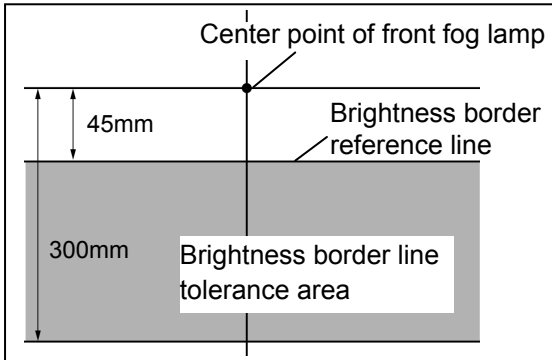 Center point of front fog lamp
45mm
Brightness border
reference line
300mm
Brightness border line
tolerance area